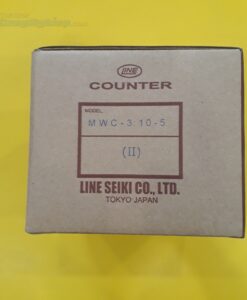 LINE
COUNTER
MODEL
MWC-3.10-5
(II)
LINE SEIKI CO., LTD.
TOKYO JAPAN